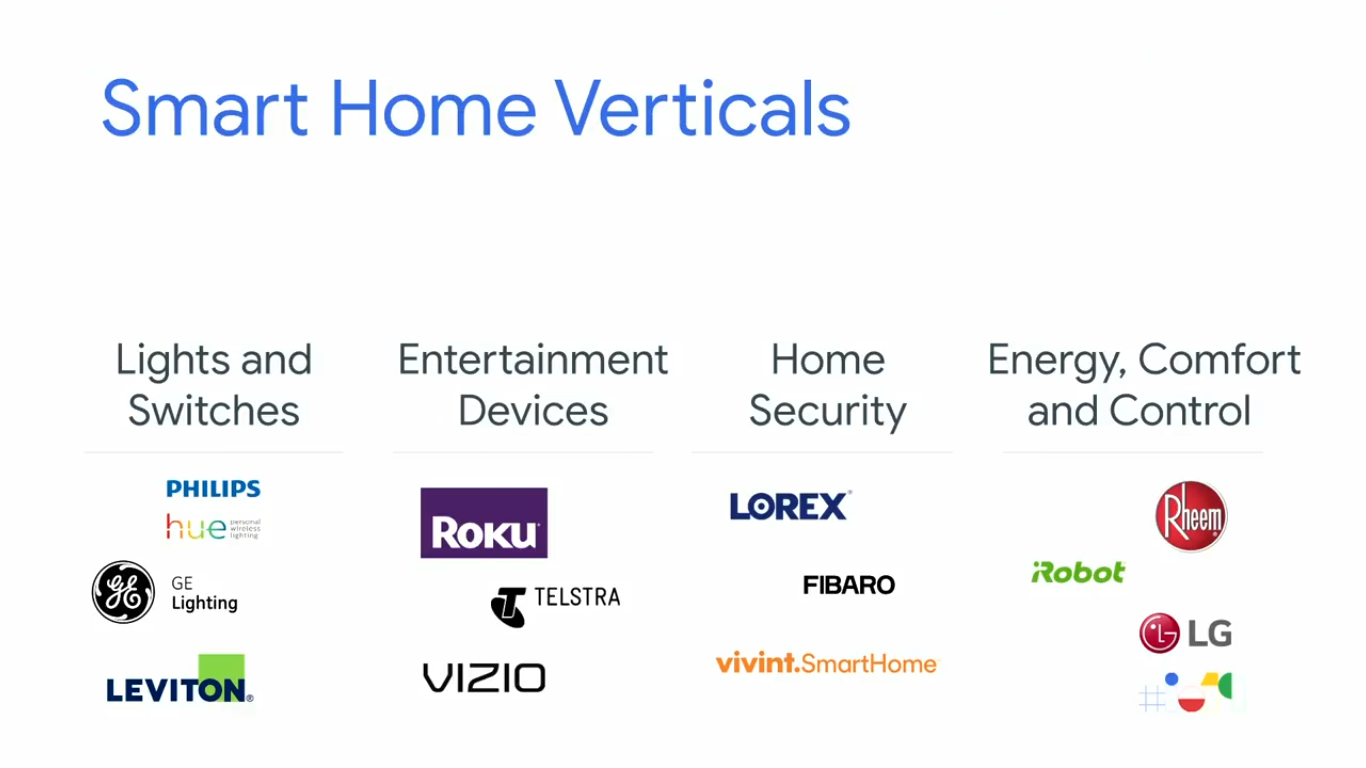 Smart Home Verticals
Lights and
Switches
PHILIPS
hue personal wireless lighting
GE
GE
Lighting
LEVITON®
Entertainment
Devices
Roku
TELSTRA
VIZIO
Home
Security
LOREX®
FIBARO
vivint.SmartHome
Energy, Comfort
and Control
Rheem®
iRobot
LG
#